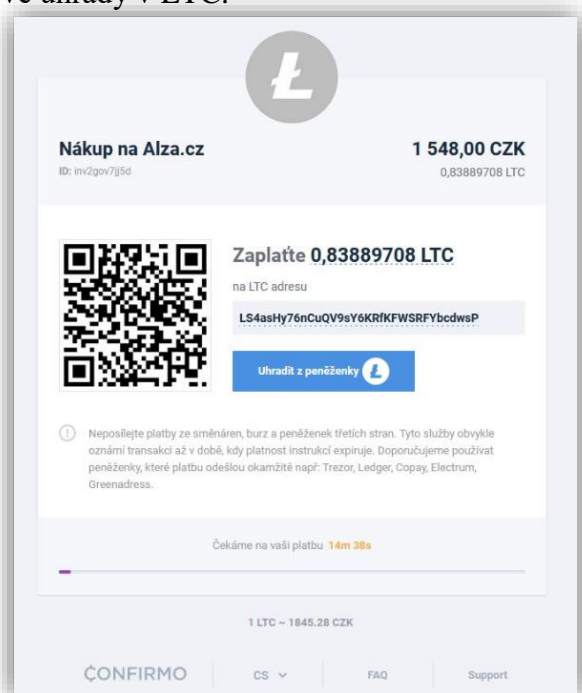 ve úhrady v LTC.
Nákup na Alza.cz
1 548,00 CZK
ID: inv2gov7jj5d
0,83889708 LTC
Zaplaťte 0,83889708 LTC
na LTC adresu
LS4asHy76nCuQV9sY6KRfKFWSRFYbcdwsP
Uhradit z peněženky
Neposílejte platby ze směnáren, burz a peněženek třetích stran. Tyto služby obvykle
oznámí transakci až v době, kdy platnost instrukcí expiruje. Doporučujeme používat
peněženky, které platbu odešlou okamžitě např: Trezor, Ledger, Copay, Electrum,
Greenadress.
Čekáme na vaši platbu 14m 38s
1 LTC ~ 1845.28 CZK
CONFIRMO
CS
FAQ
Support